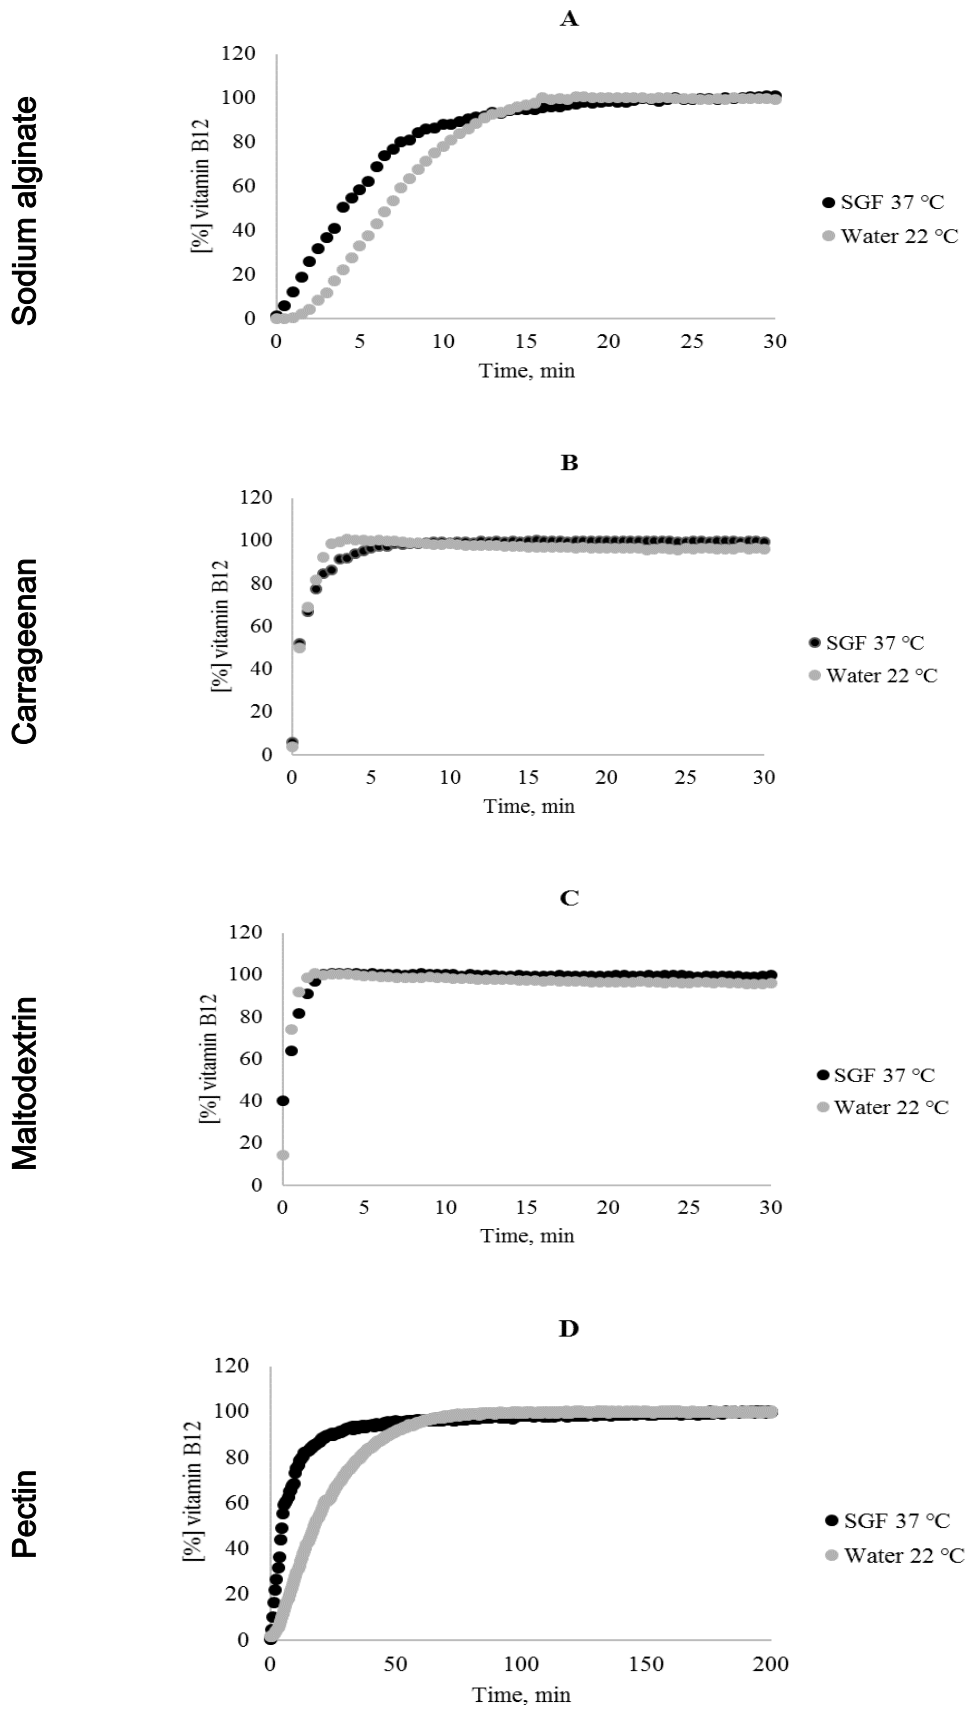 A
Sodium alginate
[%] vitamin B12
120
100
80
60
40
20
0
0 5 10 15 20 25 30
Time, min
SGF 37 °C
Water 22 °C
B
Carrageenan
[%] vitamin B12
120
100
80
60
40
20
0
0 5 10 15 20 25 30
Time, min
SGF 37 °C
Water 22 °C
C
Maltodextrin
[%] vitamin B12
120
100
80
60
40
20
0
0 5 10 15 20 25 30
Time, min
SGF 37 °C
Water 22 °C
D
Pectin
[%] vitamin B12
120
100
80
60
40
20
0
0 50 100 150 200
Time, min
SGF 37 °C
Water 22 °C